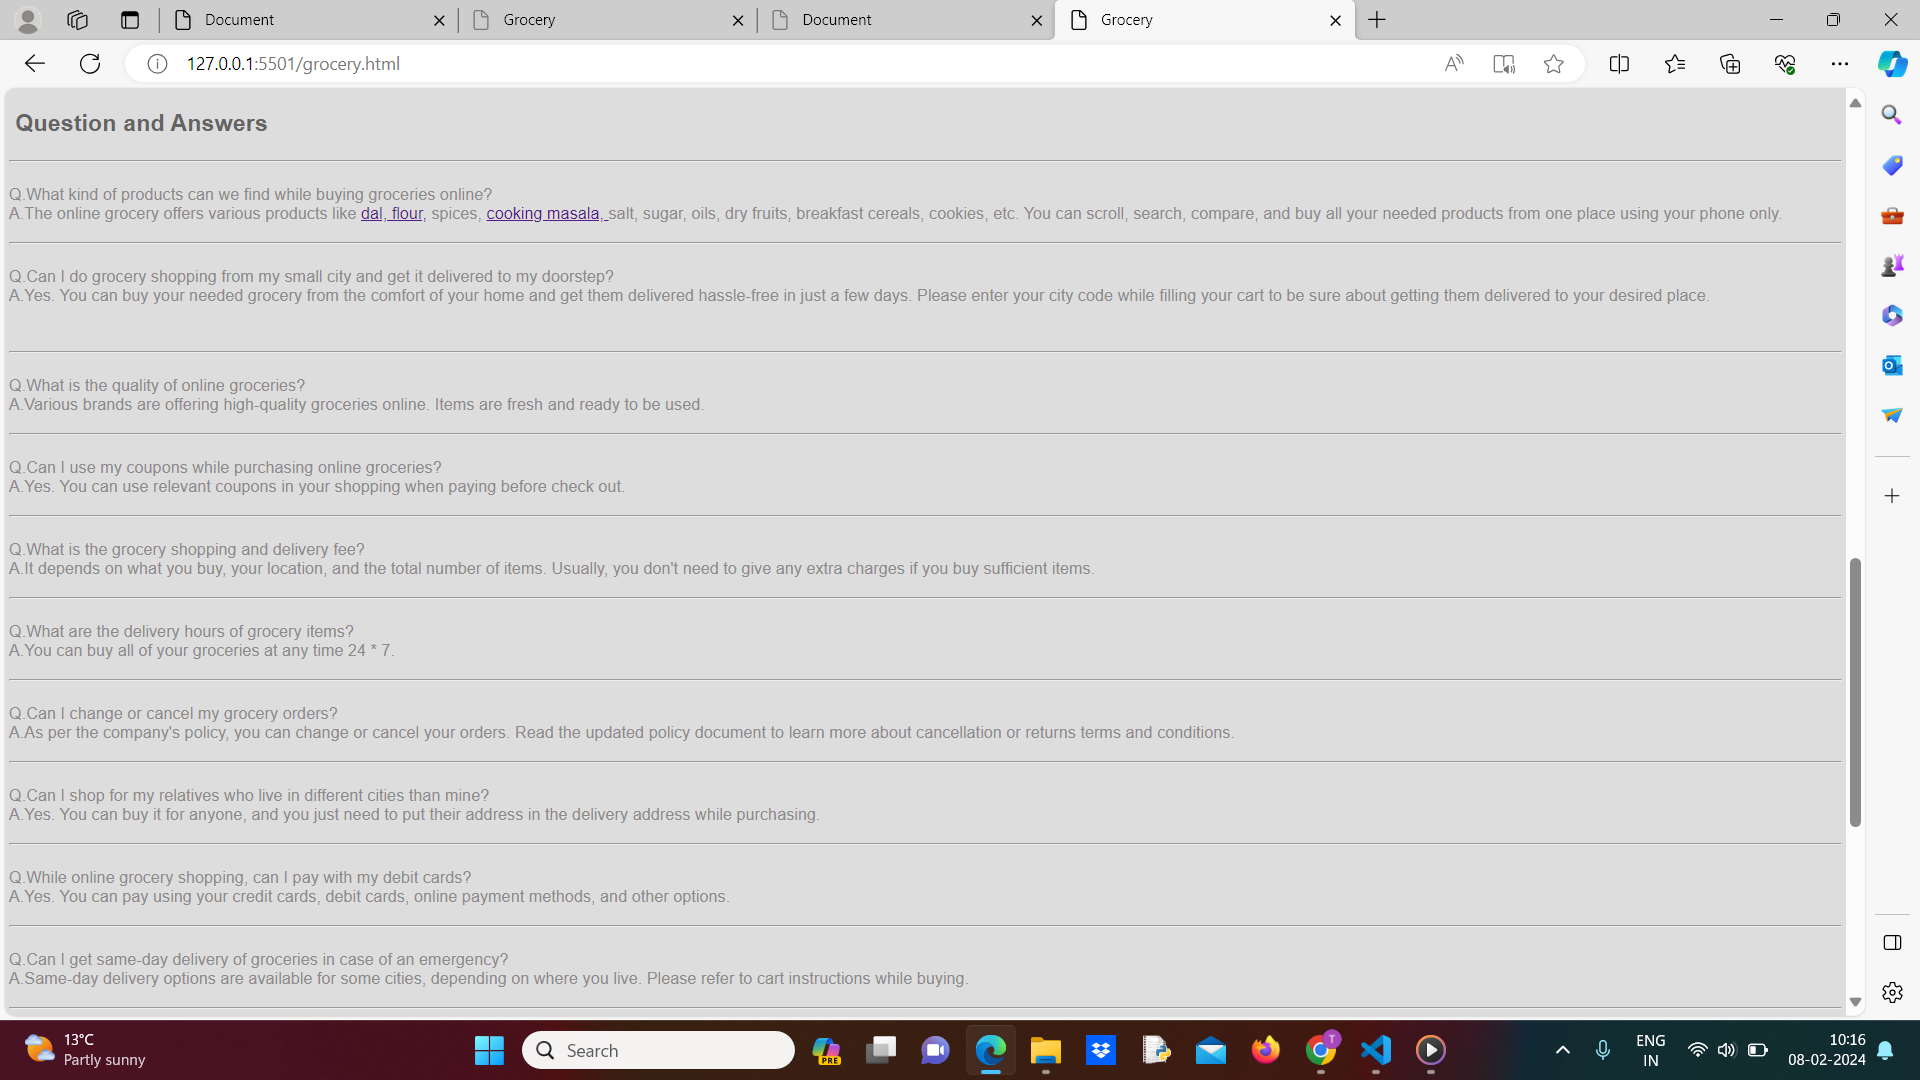 Document
Grocery
Document
Grocery
127.0.0.1:5501/grocery.html
Question and Answers
Q.What kind of products can we find while buying groceries online?
A.The online grocery offers various products like dal, flour, spices, cooking masala, salt, sugar, oils, dry fruits, breakfast cereals, cookies, etc. You can scroll, search, compare, and buy all your needed products from one place using your phone only.
Q.Can I do grocery shopping from my small city and get it delivered to my doorstep?
A.Yes. You can buy your needed grocery from the comfort of your home and get them delivered hassle-free in just a few days. Please enter your city code while filling your cart to be sure about getting them delivered to your desired place.
Q.What is the quality of online groceries?
A.Various brands are offering high-quality groceries online. Items are fresh and ready to be used.
Q.Can I use my coupons while purchasing online groceries?
A.Yes. You can use relevant coupons in your shopping when paying before check out.
Q.What is the grocery shopping and delivery fee?
A.It depends on what you buy, your location, and the total number of items. Usually, you don't need to give any extra charges if you buy sufficient items.
Q.What are the delivery hours of grocery items?
A.You can buy all of your groceries at any time 24 * 7.
Q.Can I change or cancel my grocery orders?
A.As per the company's policy, you can change or cancel your orders. Read the updated policy document to learn more about cancellation or returns terms and conditions.
Q.Can I shop for my relatives who live in different cities than mine?
A.Yes. You can buy it for anyone, and you just need to put their address in the delivery address while purchasing.
Q.While online grocery shopping, can I pay with my debit cards?
A.Yes. You can pay using your credit cards, debit cards, online payment methods, and other options.
Q.Can I get same-day delivery of groceries in case of an emergency?
A.Same-day delivery options are available for some cities, depending on where you live. Please refer to cart instructions while buying.
13°C
Partly sunny
Search
PRE
T
ENG
IN
10:16
08-02-2024